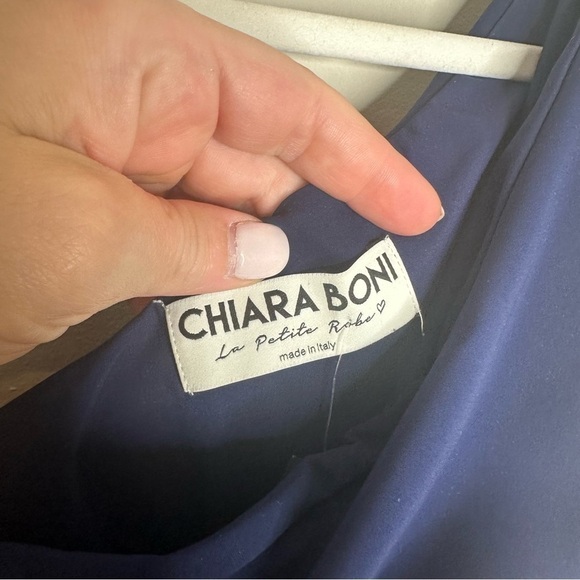 CHIARA BONI
La Petite Robe♡
made in Italy